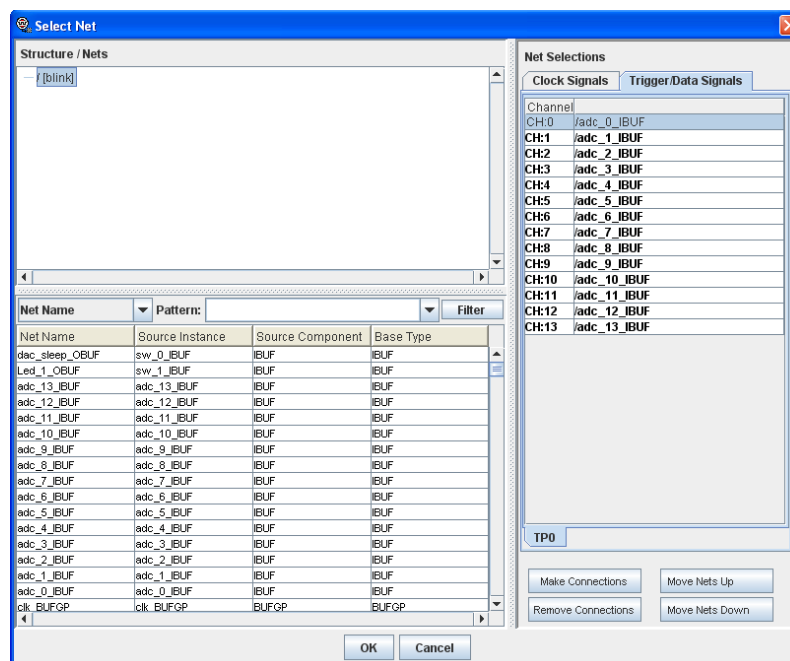 Select Net
Structure / Nets
/ [blink]
Net Name Pattern: Filter
Net Name Source Instance Source Component Base Type
dac_sleep_OBUF sw_0_IBUF IBUF IBUF
Led_1_OBUF sw_1_IBUF IBUF IBUF
adc_13_IBUF adc_13_IBUF IBUF IBUF
adc_12_IBUF adc_12_IBUF IBUF IBUF
adc_11_IBUF adc_11_IBUF IBUF IBUF
adc_10_IBUF adc_10_IBUF IBUF IBUF
adc_9_IBUF adc_9_IBUF IBUF IBUF
adc_8_IBUF adc_8_IBUF IBUF IBUF
adc_7_IBUF adc_7_IBUF IBUF IBUF
adc_6_IBUF adc_6_IBUF IBUF IBUF
adc_5_IBUF adc_5_IBUF IBUF IBUF
adc_4_IBUF adc_4_IBUF IBUF IBUF
adc_3_IBUF adc_3_IBUF IBUF IBUF
adc_2_IBUF adc_2_IBUF IBUF IBUF
adc_1_IBUF adc_1_IBUF IBUF IBUF
adc_0_IBUF adc_0_IBUF IBUF IBUF
clk_BUFGP clk_BUFGP BUFGP BUFGP
Net Selections
Clock Signals Trigger/Data Signals
Channel
CH:0 /adc_0_IBUF
CH:1 /adc_1_IBUF
CH:2 /adc_2_IBUF
CH:3 /adc_3_IBUF
CH:4 /adc_4_IBUF
CH:5 /adc_5_IBUF
CH:6 /adc_6_IBUF
CH:7 /adc_7_IBUF
CH:8 /adc_8_IBUF
CH:9 /adc_9_IBUF
CH:10 /adc_10_IBUF
CH:11 /adc_11_IBUF
CH:12 /adc_12_IBUF
CH:13 /adc_13_IBUF
TP0
Make Connections Move Nets Up
Remove Connections Move Nets Down
OK Cancel